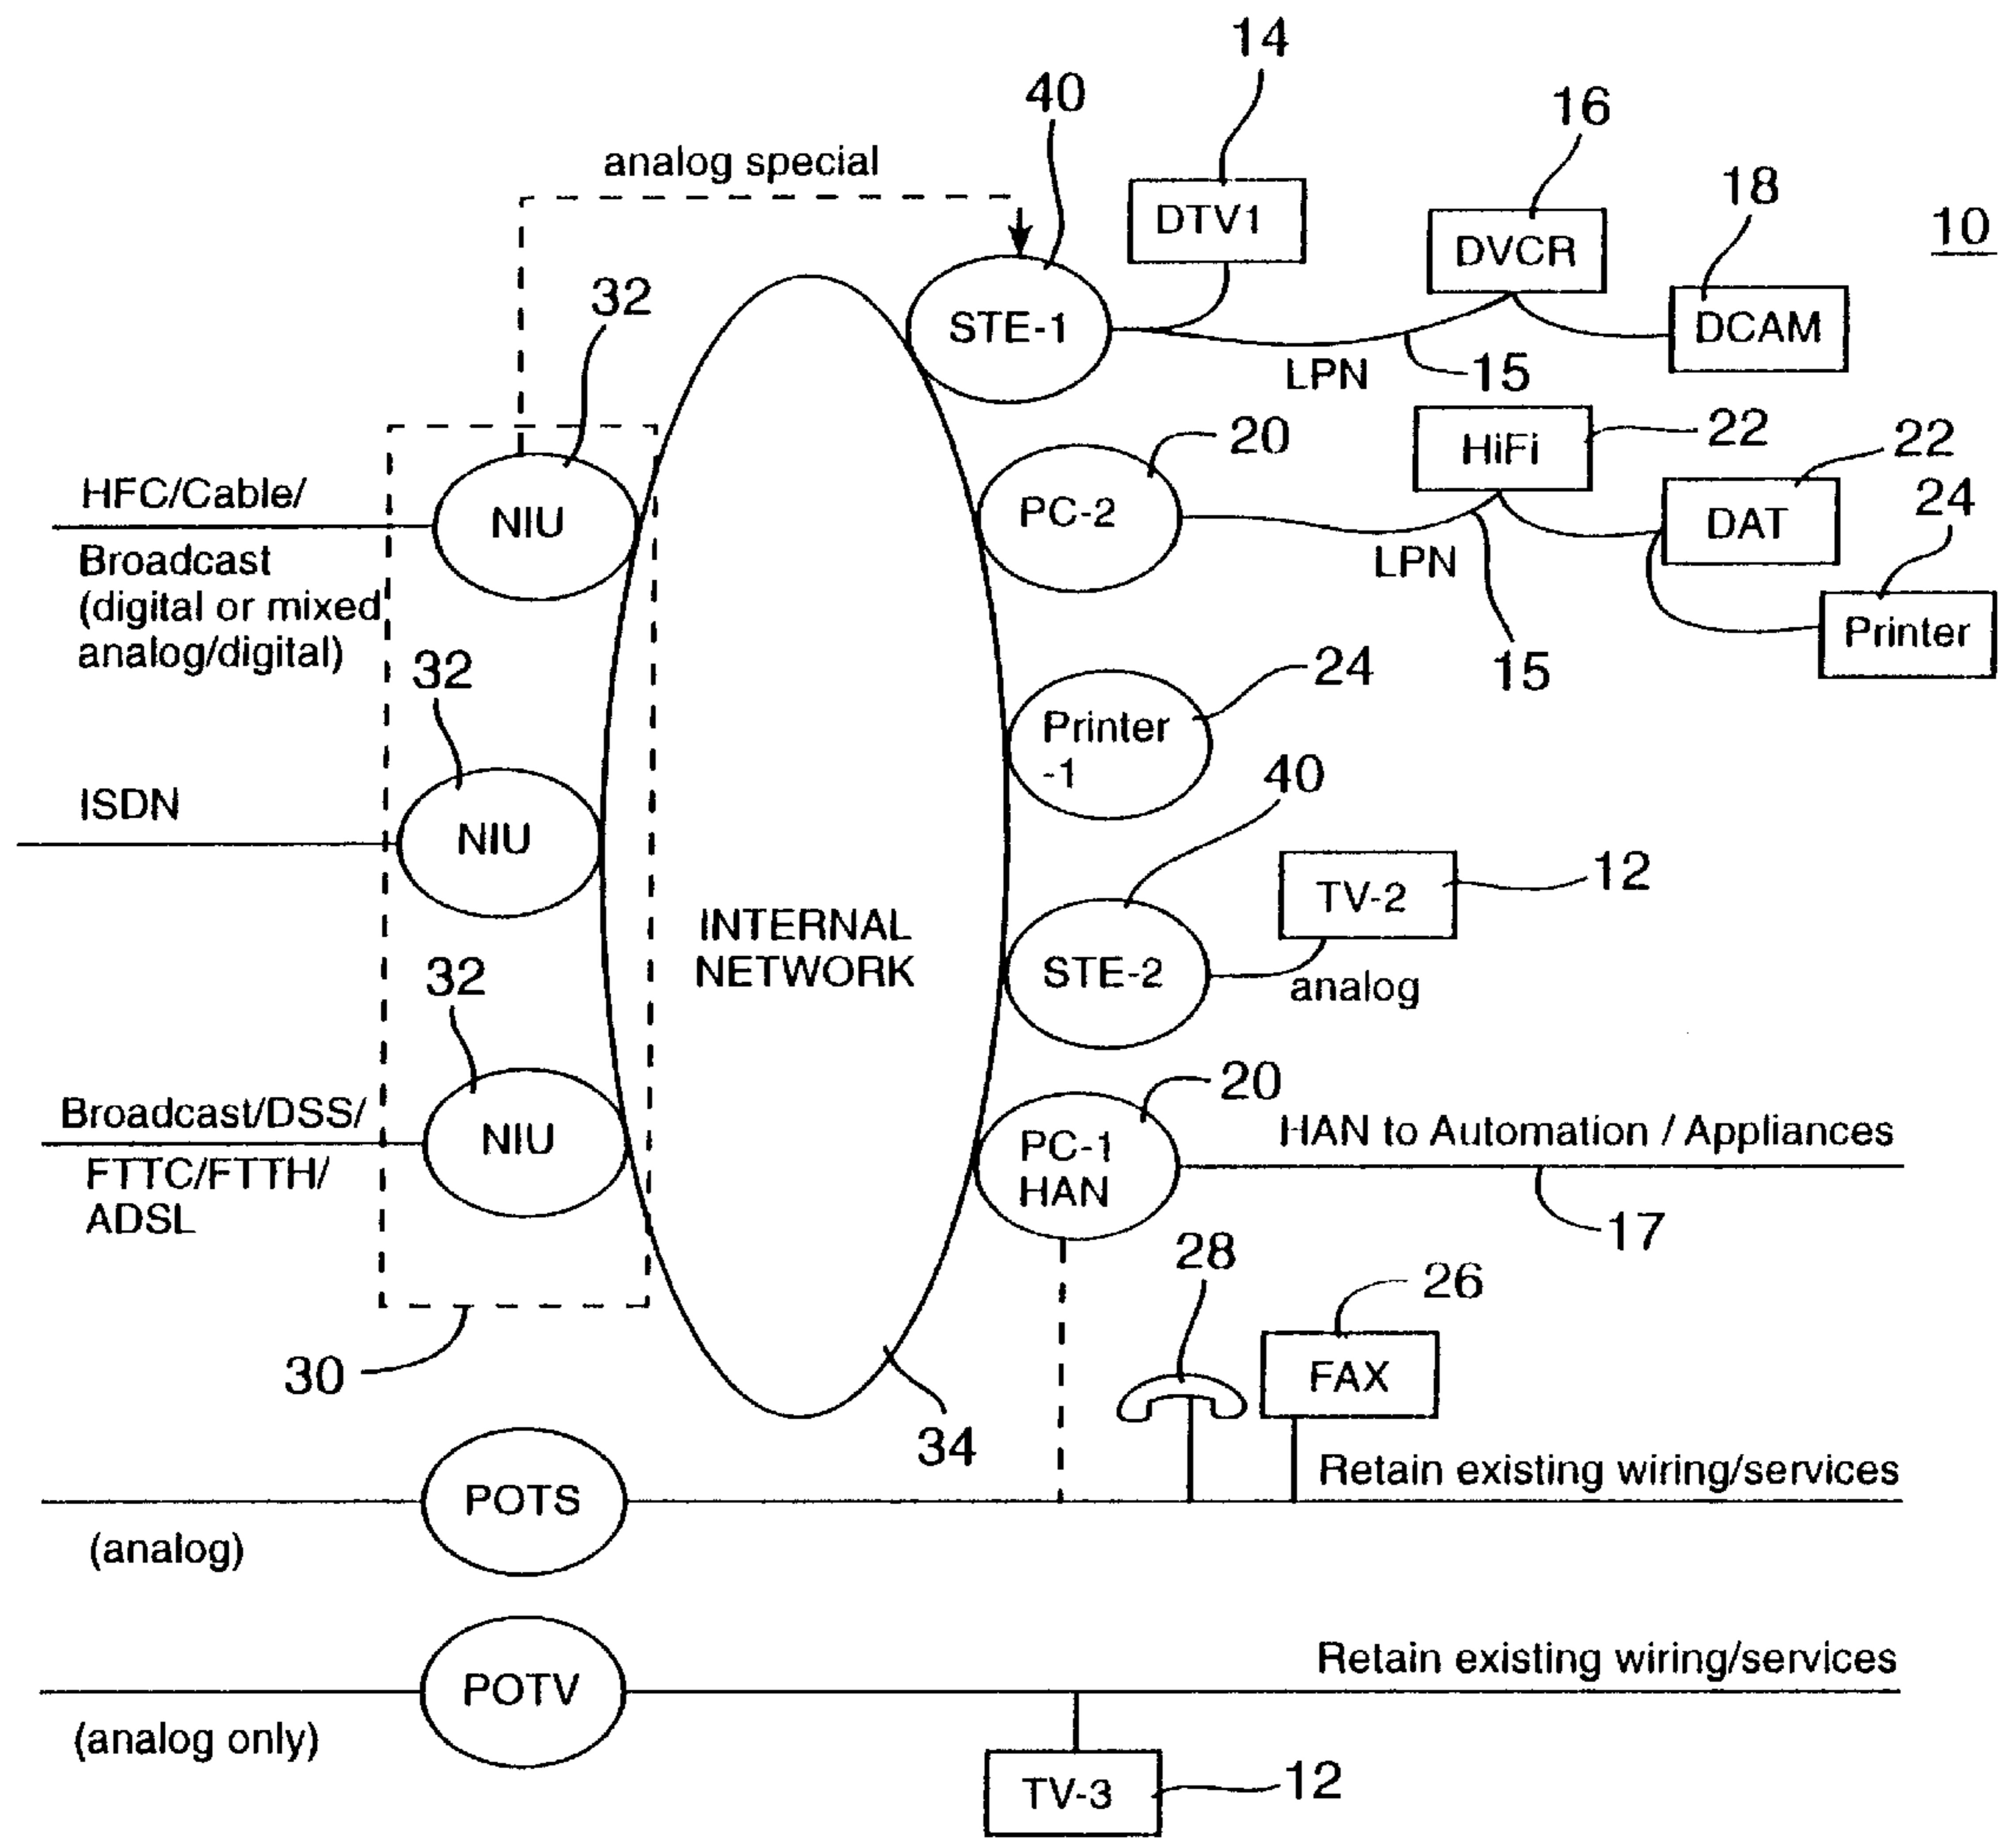 14
40
16
analog special
18
DTV1
10
DVCR
32
STE-1
DCAM
LPN
15
20
HiFi
22
22
HFC/Cable/
NIU
PC-2
24
DAT
Broadcast
LPN
(digital or mixed
analog/digital)
Printer
32
24
15
Printer
-1
40
ISDN
NIU
12
TV-2
INTERNAL
NETWORK
32
STE-2
analog
20
Broadcast/DSS/
NIU
PC-1
HAN
HAN to Automation / Appliances
FTTC/FTTH/
ADSL
17
28
26
30
FAX
34
Retain existing wiring/services
POTS
(analog)
Retain existing wiring/services
POTV
(analog only)
TV-3
12